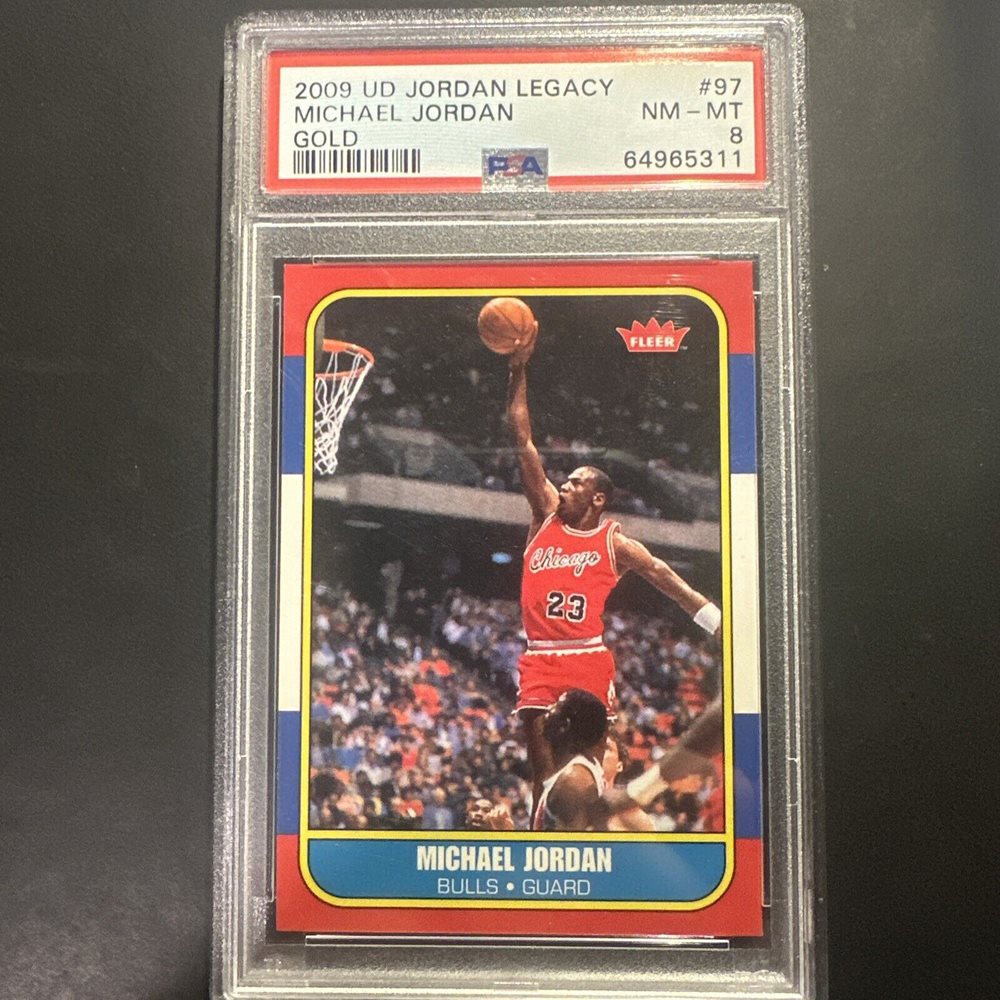 2009 UD JORDAN LEGACY #97
MICHAEL JORDAN NM - MT
GOLD 8
PSA 64965311
FLEER
Chicago
23
MICHAEL JORDAN
BULLS • GUARD